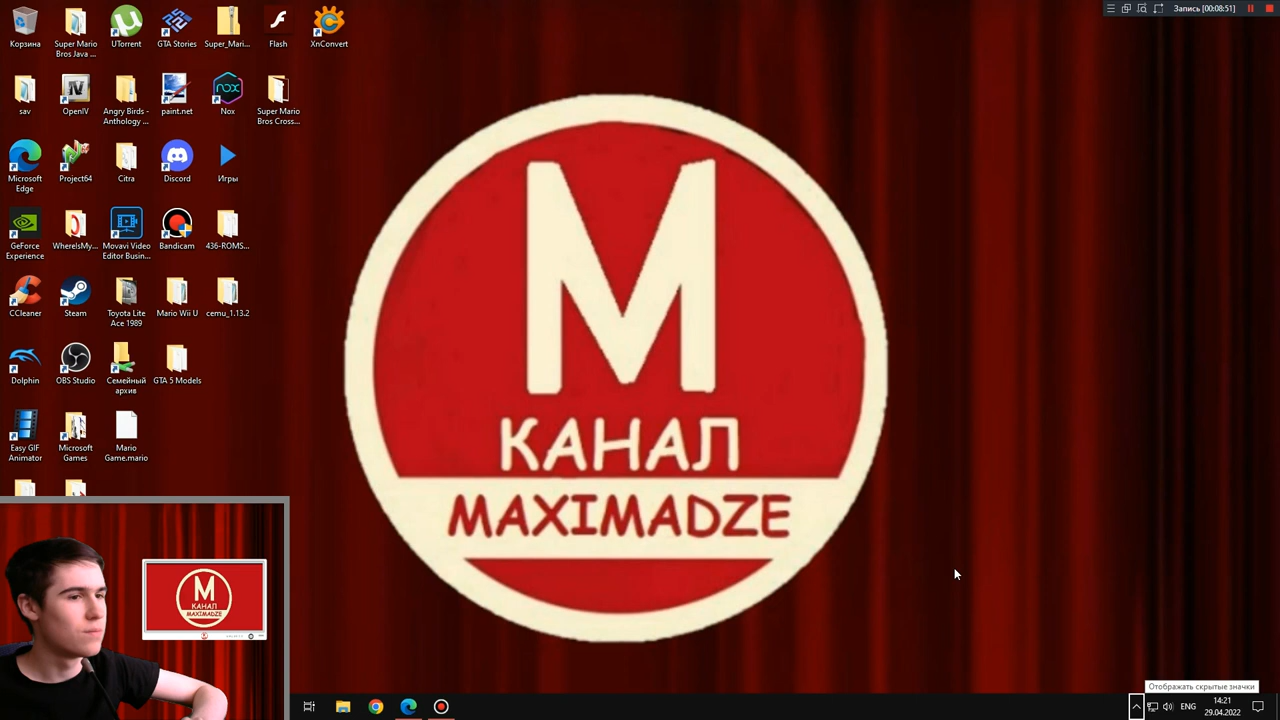 Запись [00:08:51]
Корзина
Super Mario
Bros Java ...
UTorrent
GTA Stories
Super_Mari...
Flash
XnConvert
sav
OpenIV
Angry Birds -
Anthology ...
paint.net
Nox
Super Mario
Bros Cross...
Microsoft
Edge
Project64
Citra
Discord
Игры
GeForce
Experience
WhereIsMy...
Movavi Video
Editor Busin...
Bandicam
436-ROMS...
CCleaner
Steam
Toyota Lite
Ace 1989
Mario Wii U
cemu_1.13.2
Dolphin
OBS Studio
Семейный
архив
GTA 5 Models
Easy GIF
Animator
Microsoft
Games
Mario
Game.mario
М
КАНАЛ
MAXIMADZE
М
КАНАЛ
MAXIMADZE
Отображать скрытые значки
ENG
14:21
29.04.2022